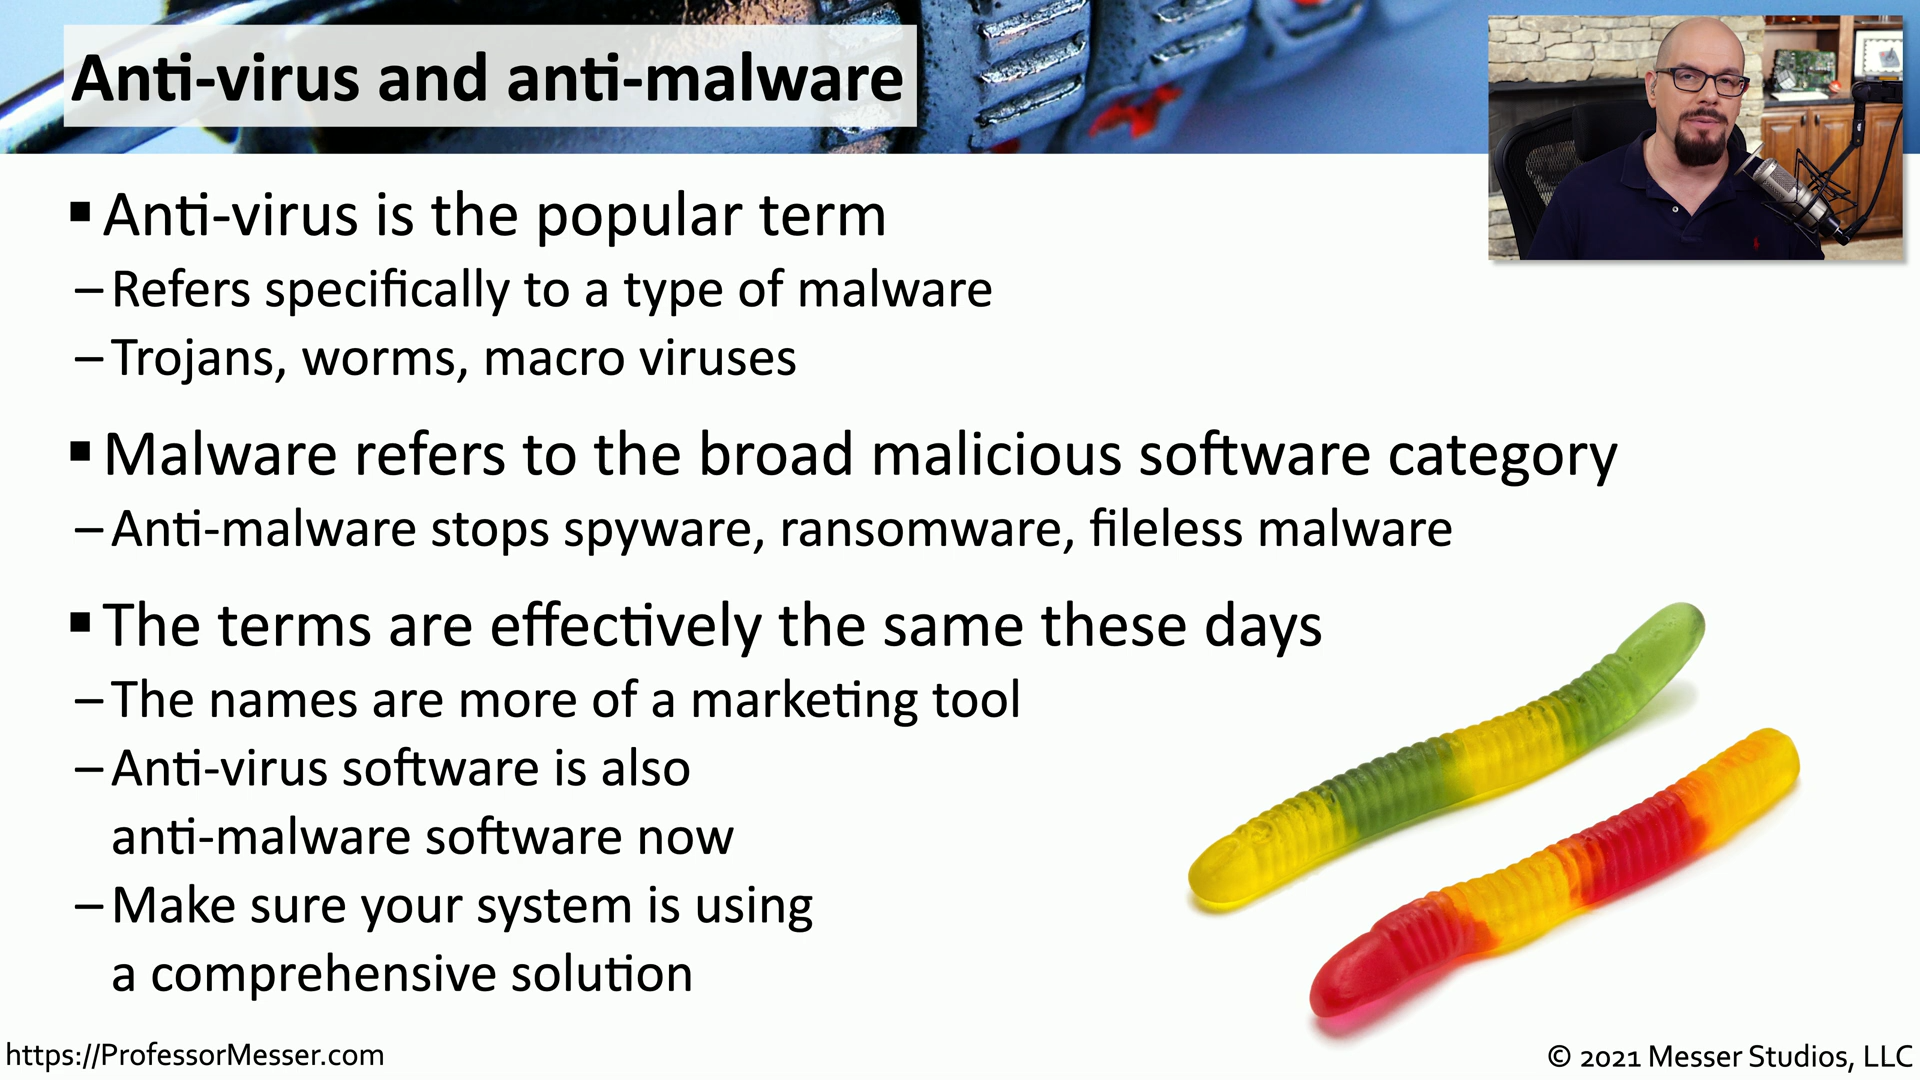 Anti-virus and anti-malware
▪ Anti-virus is the popular term
– Refers specifically to a type of malware
– Trojans, worms, macro viruses
▪ Malware refers to the broad malicious software category
– Anti-malware stops spyware, ransomware, fileless malware
▪ The terms are effectively the same these days
– The names are more of a marketing tool
– Anti-virus software is also
anti-malware software now
– Make sure your system is using
a comprehensive solution
https://ProfessorMesser.com
© 2021 Messer Studios, LLC